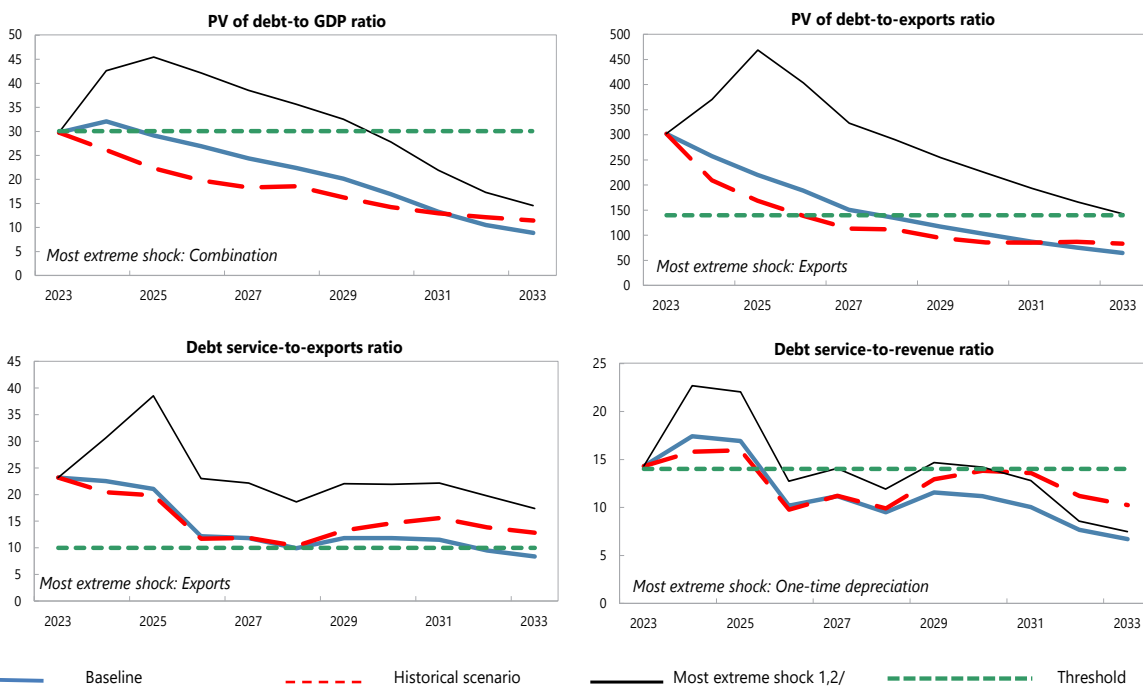 PV of debt-to GDP ratio
50
45
40
35
30
25
20
15
10
5
0
Most extreme shock: Combination
2023 2025 2027 2029 2031 2033
PV of debt-to-exports ratio
500
450
400
350
300
250
200
150
100
50
0
Most extreme shock: Exports
2023 2025 2027 2029 2031 2033
Debt service-to-exports ratio
45
40
35
30
25
20
15
10
5
0
Most extreme shock: Exports
2023 2025 2027 2029 2031 2033
Debt service-to-revenue ratio
25
20
15
10
5
0
Most extreme shock: One-time depreciation
2023 2025 2027 2029 2031 2033
Baseline Historical scenario Most extreme shock 1,2/ Threshold